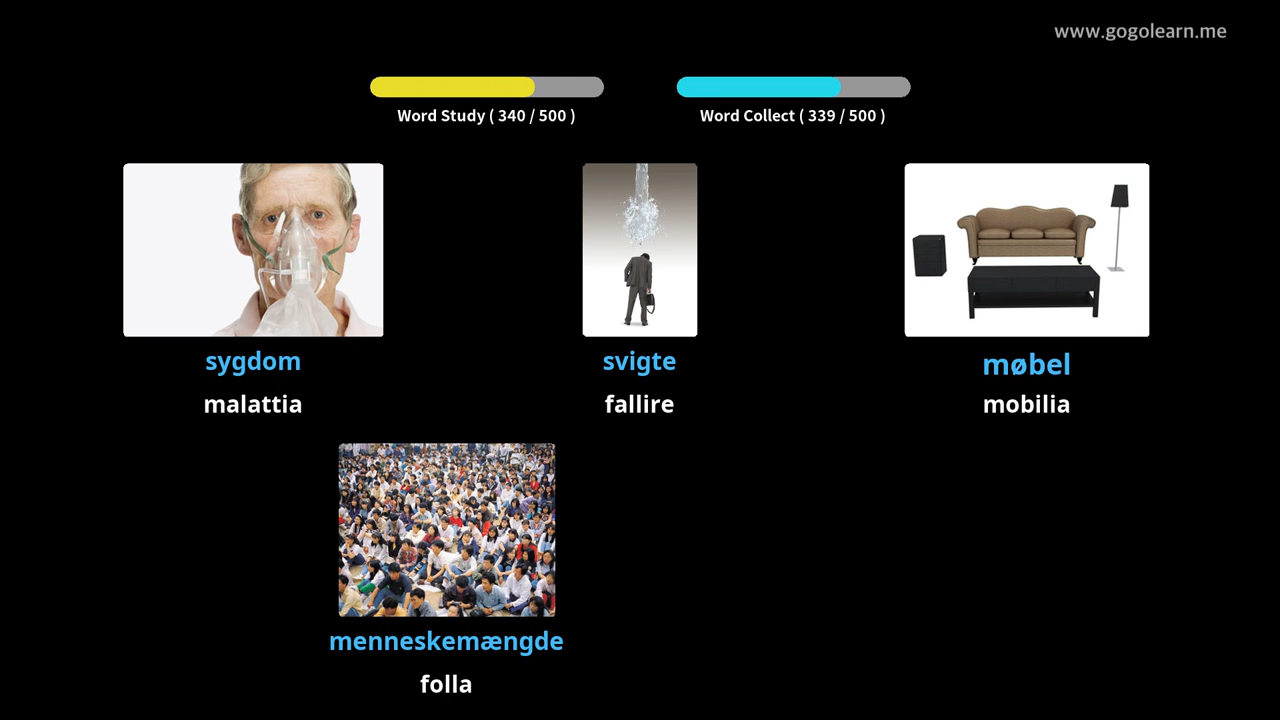 www.gogolearn.me
Word Study ( 340 / 500 )
Word Collect ( 339 / 500 )
sygdom
malattia
svigte
fallire
møbel
mobilia
menneskemængde
folla